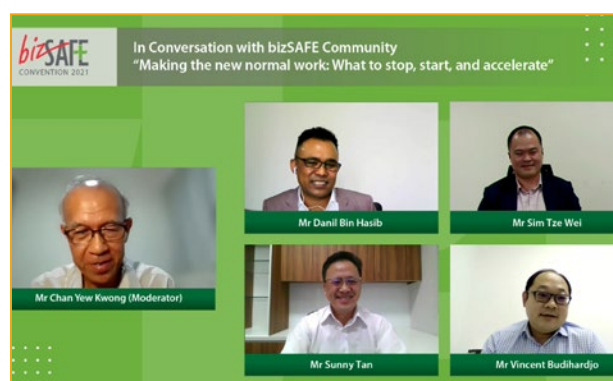 bizSAFE
CONVENTION 2021
In Conversation with bizSAFE Community
“Making the new normal work: What to stop, start, and accelerate”
Mr Danil Bin Hasib
Mr Sim Tze Wei
Mr Chan Yew Kwong (Moderator)
Mr Sunny Tan
Mr Vincent Budihardjo